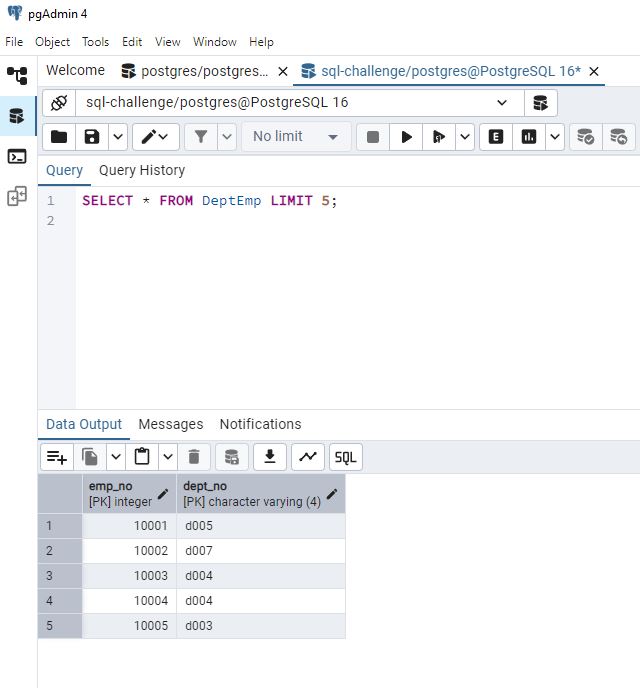 pgAdmin 4
File Object Tools Edit View Window Help
Welcome postgres/postgres... sql-challenge/postgres@PostgreSQL 16*
sql-challenge/postgres@PostgreSQL 16
No limit E
Query Query History
1 SELECT * FROM DeptEmp LIMIT 5;
2
Data Output Messages Notifications
SQL
emp_no dept_no
[PK] integer [PK] character varying (4)
1 10001 d005
2 10002 d007
3 10003 d004
4 10004 d004
5 10005 d003